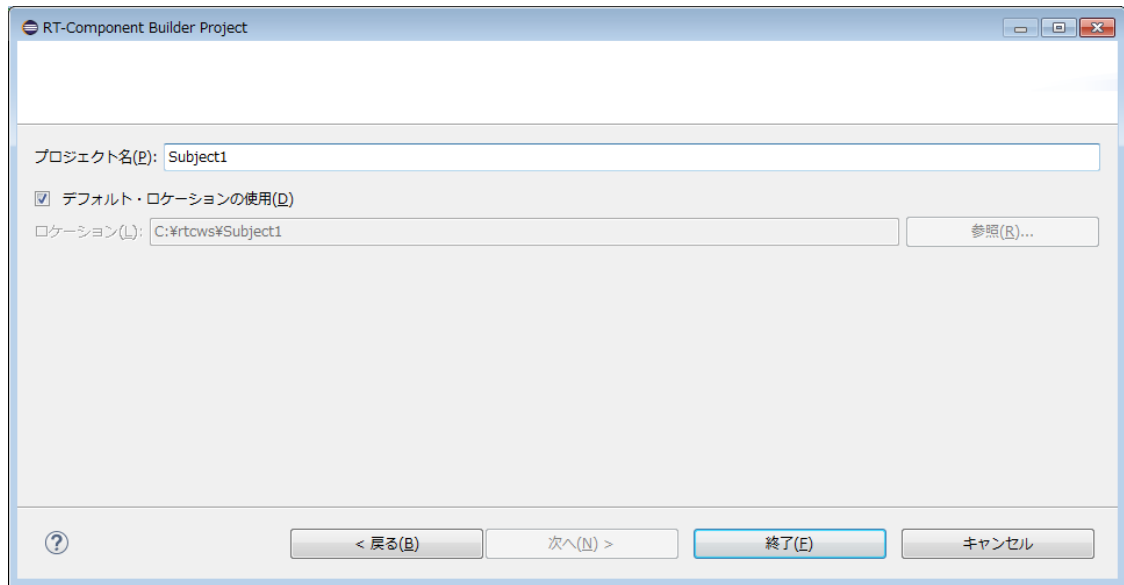 RT-Component Builder Project
プロジェクト名(P): Subject1
デフォルト・ロケーションの使用(D)
ロケーション(L): C:¥rtcws¥Subject1 参照(R)...
? < 戻る(B) 次へ(N) > 終了(F) キャンセル